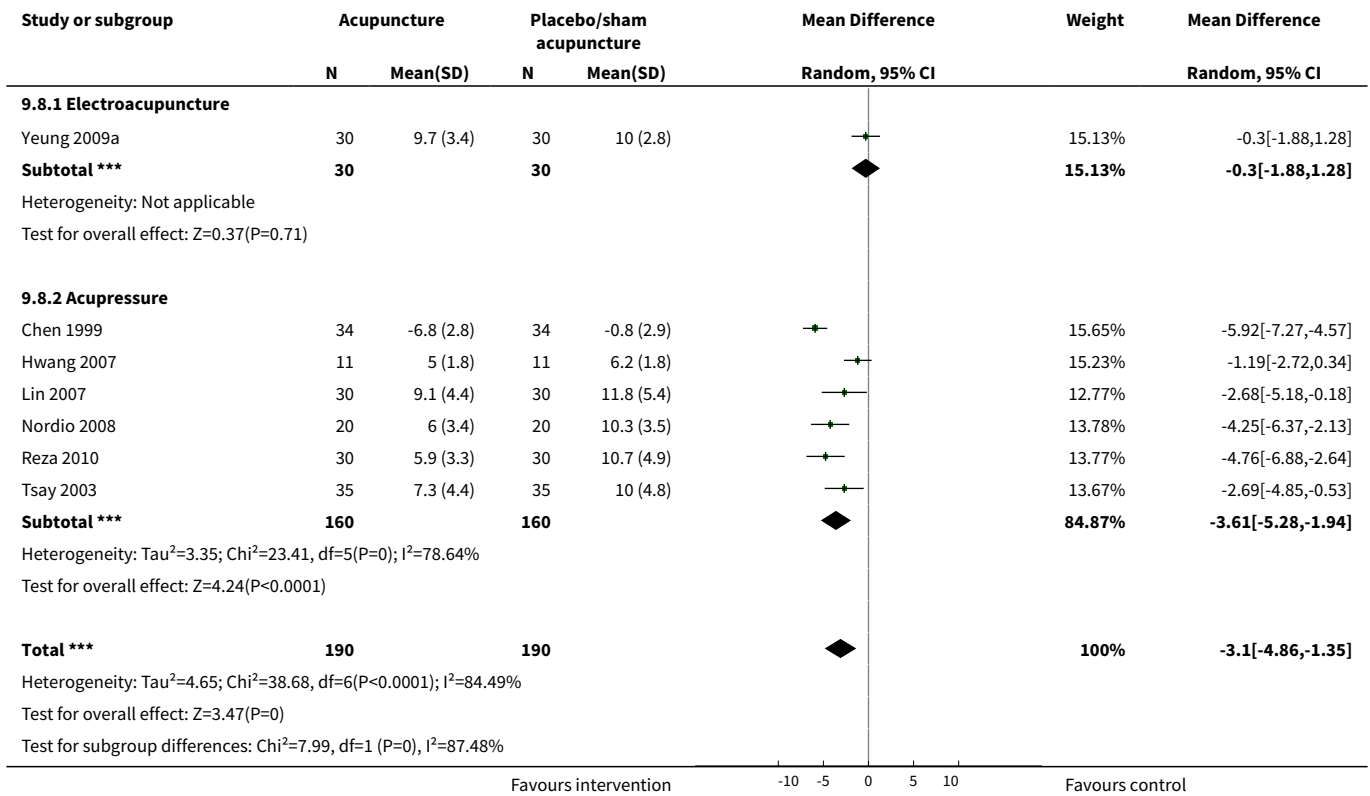 Study or subgroup Acupuncture Placebo/sham acupuncture Mean Difference Weight Mean Difference
N Mean(SD) N Mean(SD) Random, 95% CI Random, 95% CI
9.8.1 Electroacupuncture
Yeung 2009a 30 9.7 (3.4) 30 10 (2.8) 15.13% -0.3[-1.88,1.28]
Subtotal *** 30 30 15.13% -0.3[-1.88,1.28]
Heterogeneity: Not applicable
Test for overall effect: Z=0.37(P=0.71)
9.8.2 Acupressure
Chen 1999 34 -6.8 (2.8) 34 -0.8 (2.9) 15.65% -5.92[-7.27,-4.57]
Hwang 2007 11 5 (1.8) 11 6.2 (1.8) 15.23% -1.19[-2.72,0.34]
Lin 2007 30 9.1 (4.4) 30 11.8 (5.4) 12.77% -2.68[-5.18,-0.18]
Nordio 2008 20 6 (3.4) 20 10.3 (3.5) 13.78% -4.25[-6.37,-2.13]
Reza 2010 30 5.9 (3.3) 30 10.7 (4.9) 13.77% -4.76[-6.88,-2.64]
Tsay 2003 35 7.3 (4.4) 35 10 (4.8) 13.67% -2.69[-4.85,-0.53]
Subtotal *** 160 160 84.87% -3.61[-5.28,-1.94]
Heterogeneity: Tau²=3.35; Chi²=23.41, df=5(P=0); I²=78.64%
Test for overall effect: Z=4.24(P<0.0001)
Total *** 190 190 100% -3.1[-4.86,-1.35]
Heterogeneity: Tau²=4.65; Chi²=38.68, df=6(P<0.0001); I²=84.49%
Test for overall effect: Z=3.47(P=0)
Test for subgroup differences: Chi²=7.99, df=1 (P=0), I²=87.48%
Favours intervention -10 -5 0 5 10 Favours control